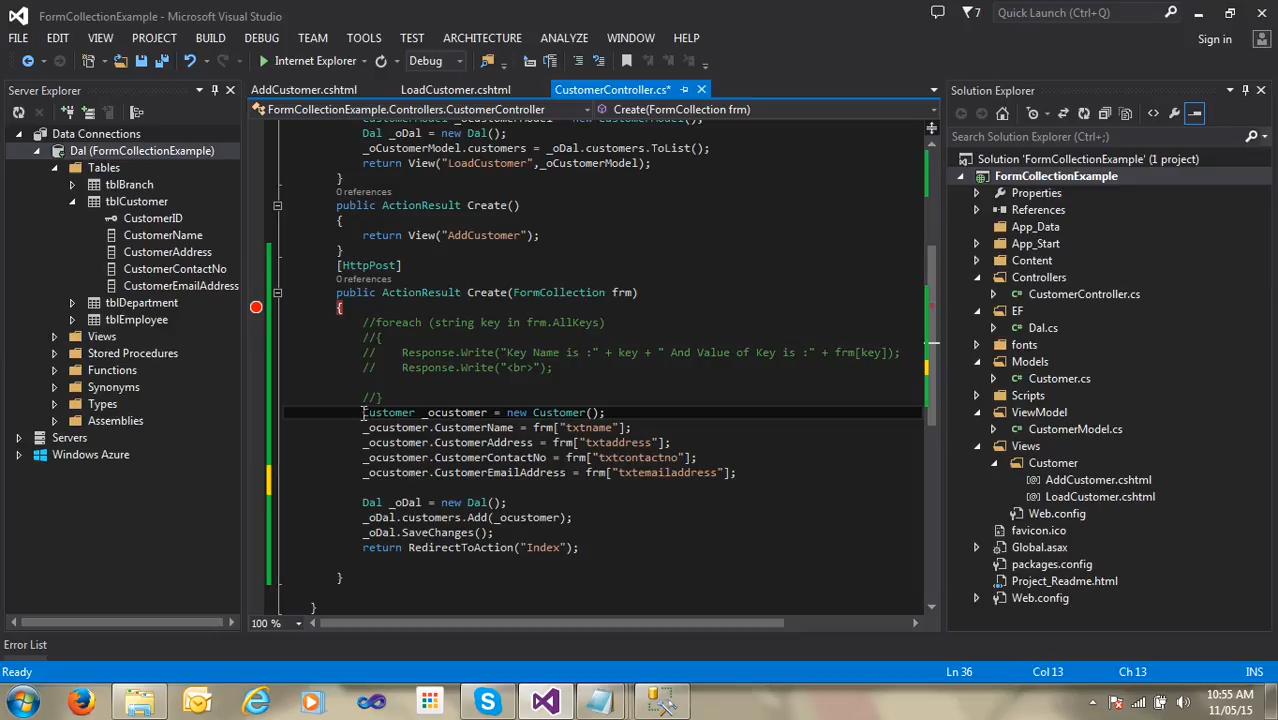 FormCollectionExample - Microsoft Visual Studio
7
Quick Launch (Ctrl+Q)
FILE EDIT VIEW PROJECT BUILD DEBUG TEAM TOOLS TEST ARCHITECTURE ANALYZE WINDOW HELP
Sign in
Internet Explorer
Debug
Server Explorer
Data Connections
Dal (FormCollectionExample)
Tables
tblBranch
tblCustomer
CustomerID
CustomerName
CustomerAddress
CustomerContactNo
CustomerEmailAddress
tblDepartment
tblEmployee
Views
Stored Procedures
Functions
Synonyms
Types
Assemblies
Servers
Windows Azure
AddCustomer.cshtml LoadCustomer.cshtml CustomerController.cs*
FormCollectionExample.Controllers.CustomerController
Create(FormCollection frm)
Dal _oDal = new Dal();
_oCustomerModel.customers = _oDal.customers.ToList();
return View("LoadCustomer",_oCustomerModel);
}
0 references
public ActionResult Create()
{
return View("AddCustomer");
}
[HttpPost]
0 references
public ActionResult Create(FormCollection frm)
{
//foreach (string key in frm.AllKeys)
//{
// Response.Write("Key Name is :" + key + " And Value of Key is :" + frm[key]);
// Response.Write("<br>");
//}
Customer _ocustomer = new Customer();
_ocustomer.CustomerName = frm["txtname"];
_ocustomer.CustomerAddress = frm["txtaddress"];
_ocustomer.CustomerContactNo = frm["txtcontactno"];
_ocustomer.CustomerEmailAddress = frm["txtemailaddress"];
Dal _oDal = new Dal();
_oDal.customers.Add(_ocustomer);
_oDal.SaveChanges();
return RedirectToAction("Index");
}
}
100 %
Solution Explorer
Search Solution Explorer (Ctrl+;)
Solution 'FormCollectionExample' (1 project)
FormCollectionExample
Properties
References
App_Data
App_Start
Content
Controllers
CustomerController.cs
EF
Dal.cs
fonts
Models
Customer.cs
Scripts
ViewModel
CustomerModel.cs
Views
Customer
AddCustomer.cshtml
LoadCustomer.cshtml
Web.config
favicon.ico
Global.asax
packages.config
Project_Readme.html
Web.config
Error List
Ready
Ln 36 Col 13 Ch 13 INS
10:55 AM
11/05/15